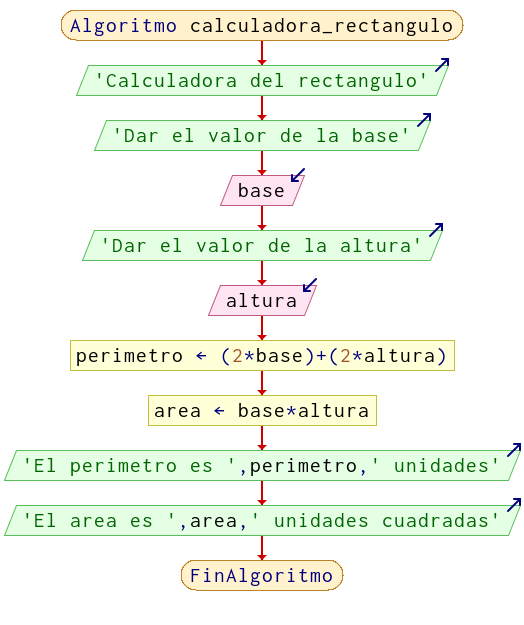 Algoritmo calculadora_rectangulo
'Calculadora del rectangulo'
'Dar el valor de la base'
base
'Dar el valor de la altura'
altura
perimetro ← (2*base)+(2*altura)
area ← base*altura
'El perimetro es ',perimetro,' unidades'
'El area es ',area,' unidades cuadradas'
FinAlgoritmo